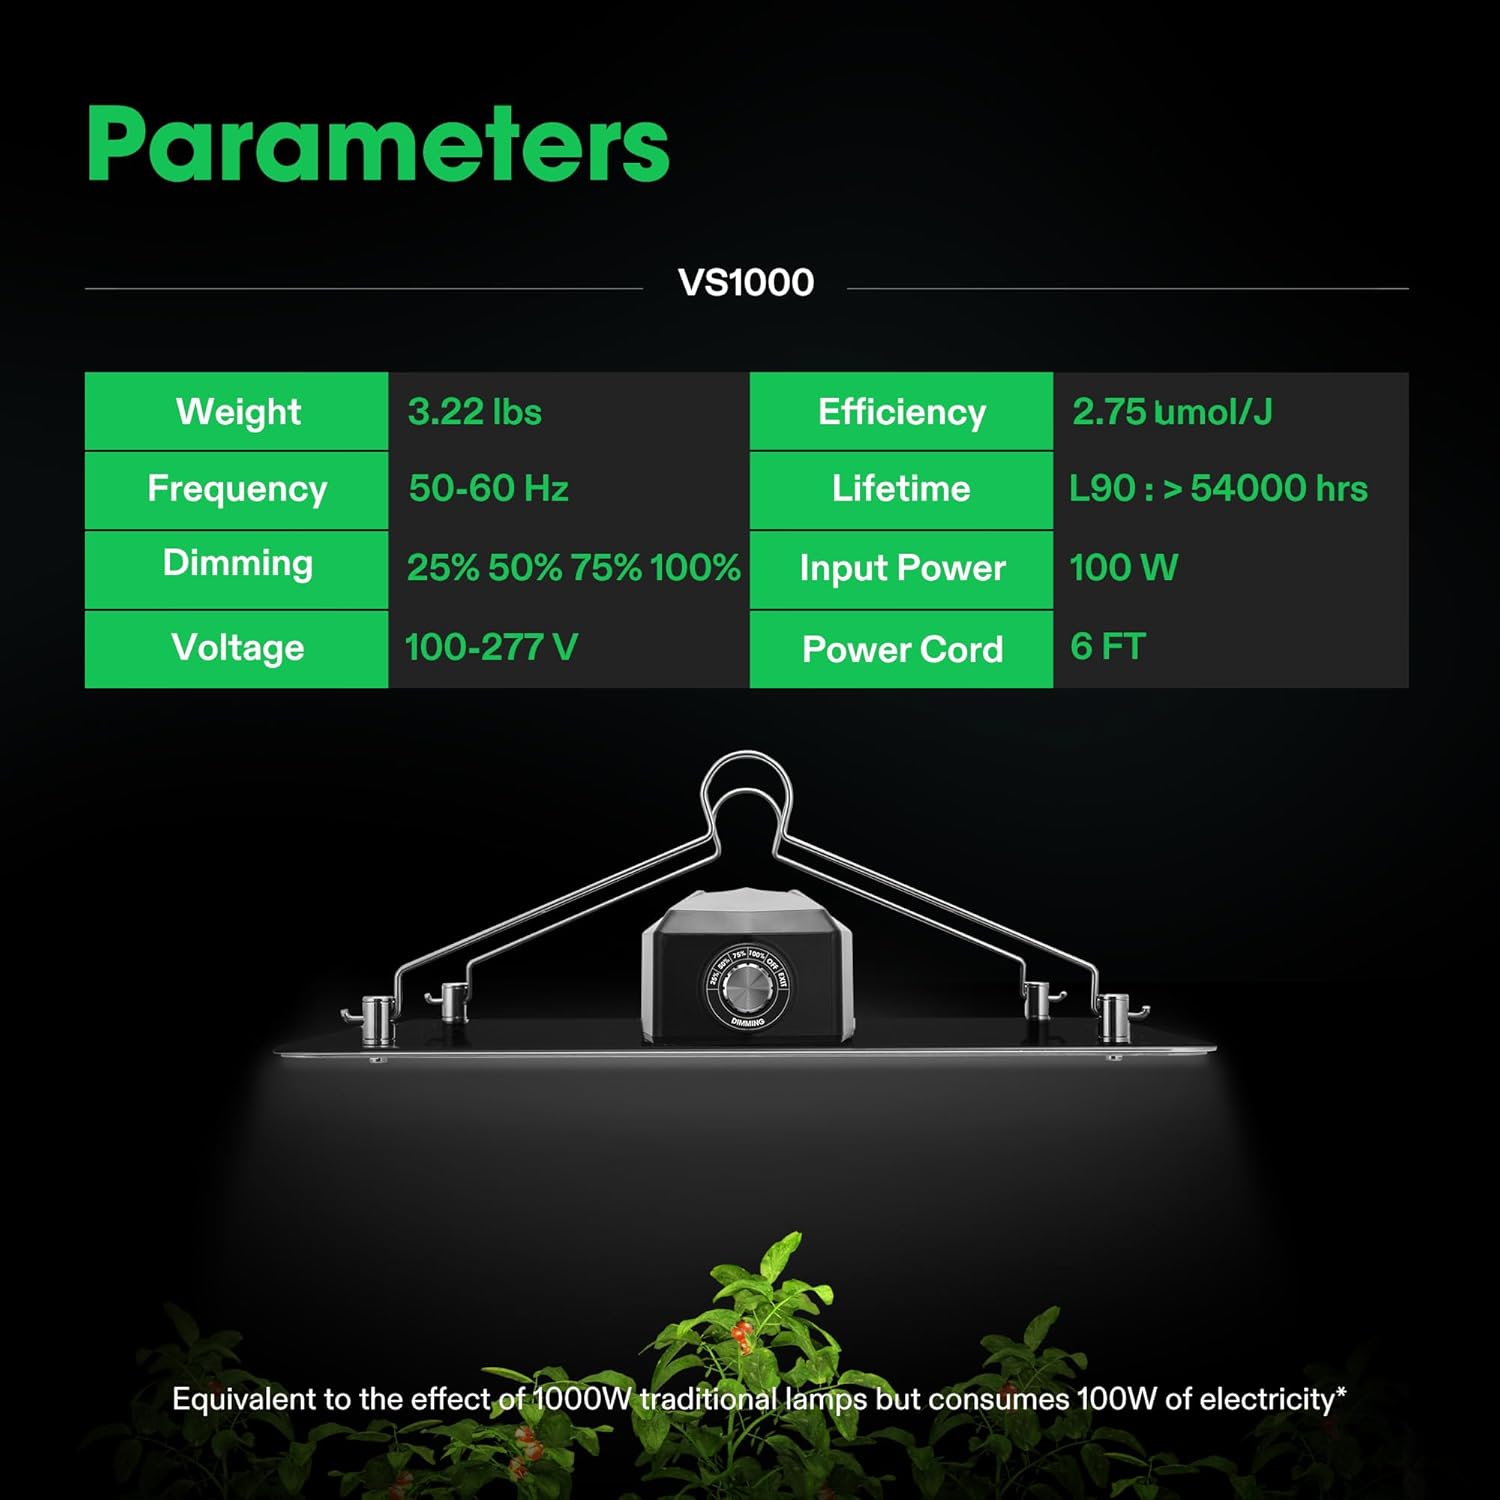 Parameters
VS1000
Weight 3.22 lbs Efficiency 2.75 umol/J
Frequency 50-60 Hz Lifetime L90 : > 54000 hrs
Dimming 25% 50% 75% 100% Input Power 100 W
Voltage 100-277 V Power Cord 6 FT
25% 50% 75% 100% OFF EXIT
DIMMING
Equivalent to the effect of 1000W traditional lamps but consumes 100W of electricity*